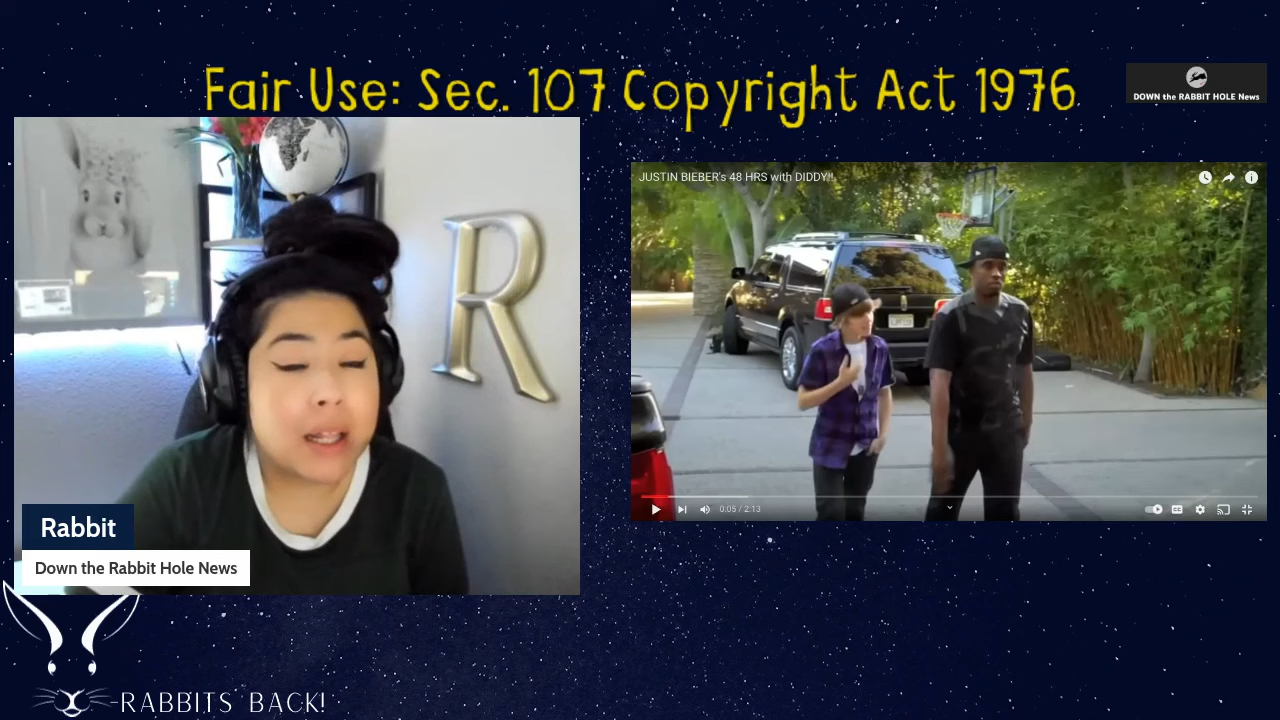 Fair Use: Sec. 107 Copyright Act 1976
DOWN the RABBIT HOLE News
R
JUSTIN BIEBER's 48 HRS with DIDDY!!
0:05 / 2:13
Rabbit
Down the Rabbit Hole News
-RABBITS BACK!